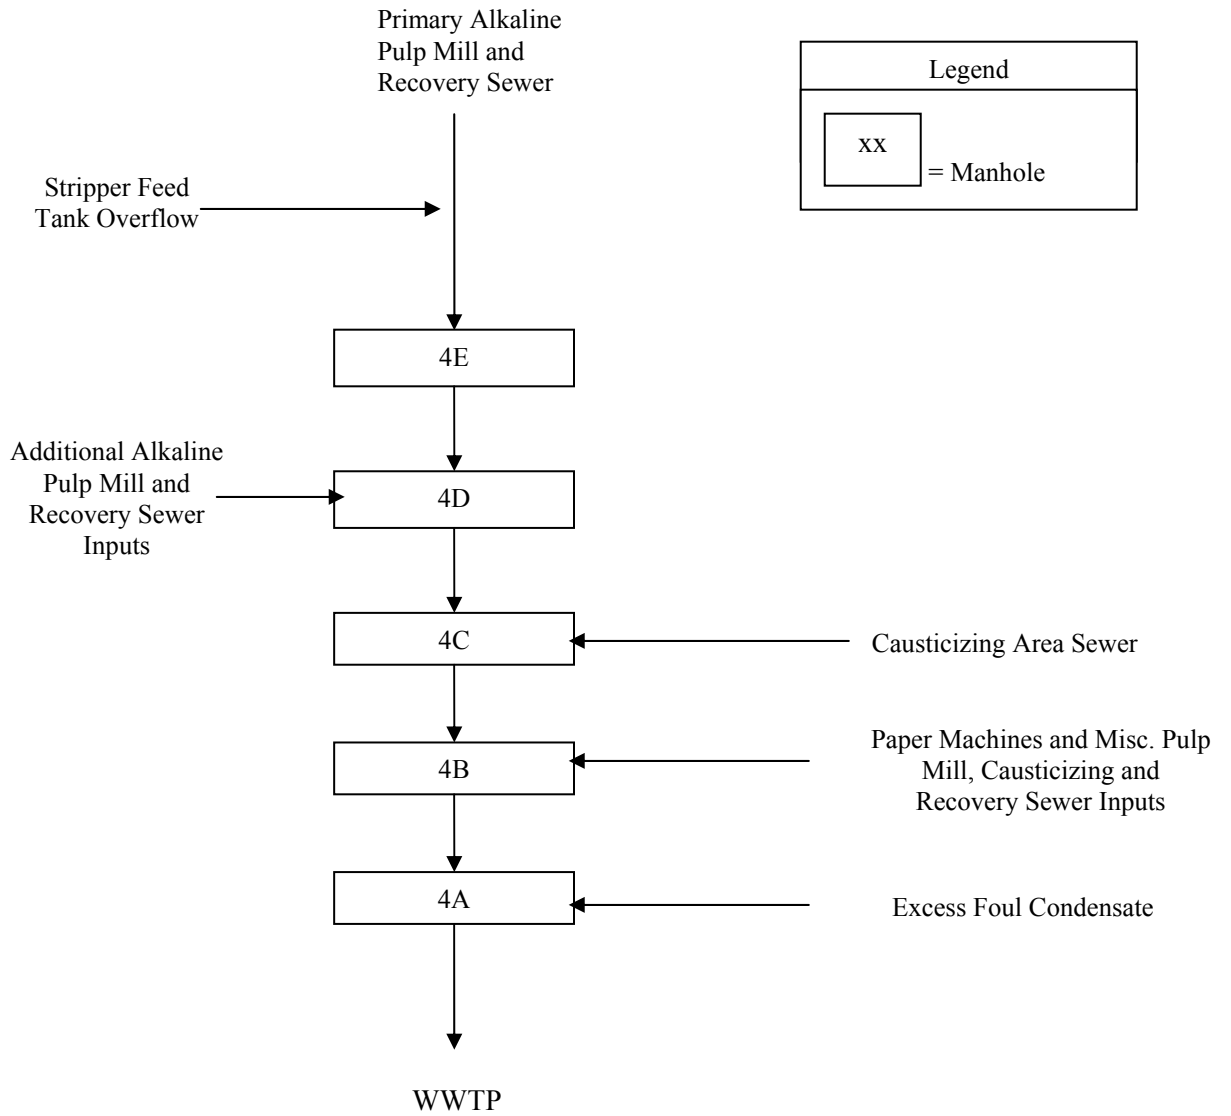 Primary Alkaline
Pulp Mill and
Recovery Sewer
Legend
xx
= Manhole
Stripper Feed
Tank Overflow
4E
Additional Alkaline
Pulp Mill and
Recovery Sewer
Inputs
4D
4C
Causticizing Area Sewer
4B
Paper Machines and Misc. Pulp
Mill, Causticizing and
Recovery Sewer Inputs
4A
Excess Foul Condensate
WWTP